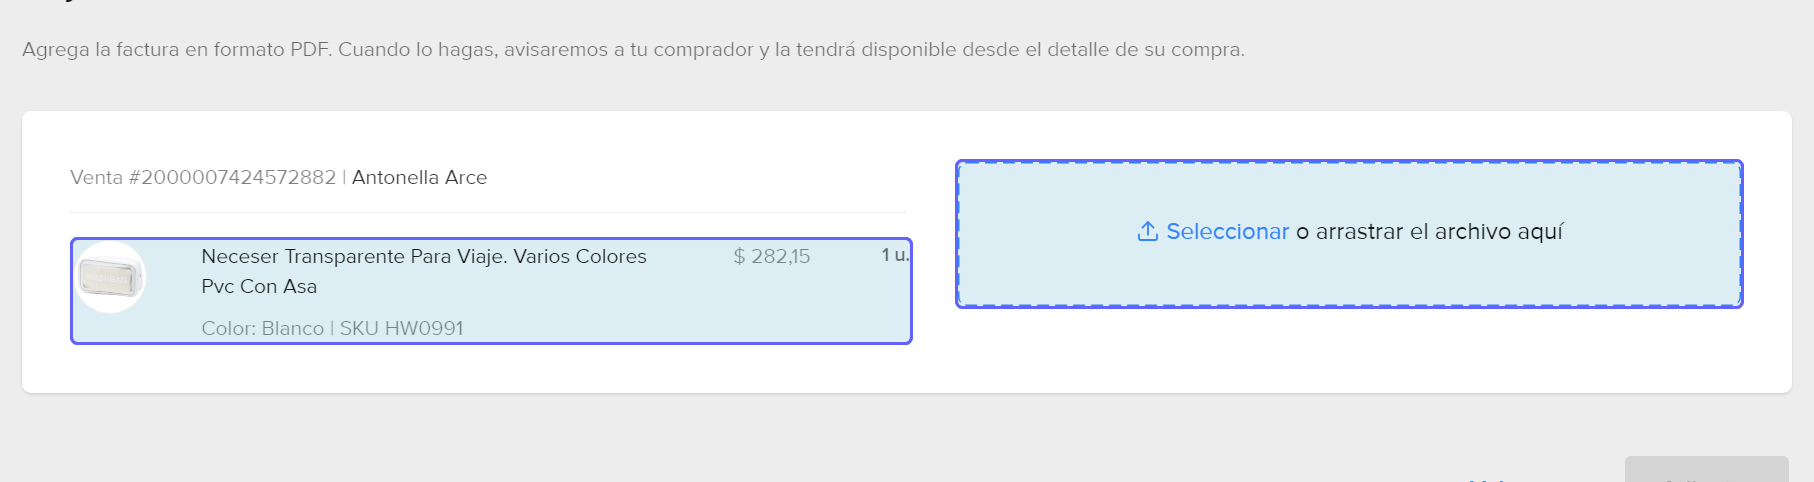 Agrega la factura en formato PDF. Cuando lo hagas, avisaremos a tu comprador y la tendrá disponible desde el detalle de su compra.
Venta #2000007424572882 | Antonella Arce
Neceser Transparente Para Viaje. Varios Colores $ 282,15 1 u.
Pvc Con Asa
Color: Blanco | SKU HW0991
Seleccionar o arrastrar el archivo aquí